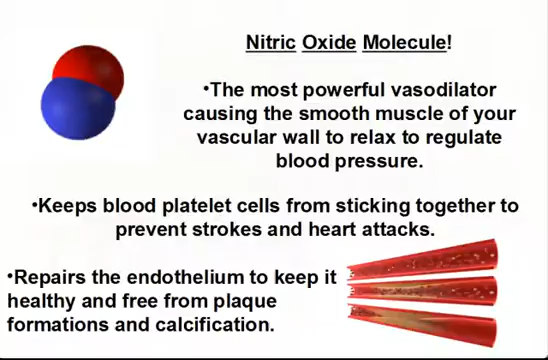 Nitric Oxide Molecule!
•The most powerful vasodilator
causing the smooth muscle of your
vascular wall to relax to regulate
blood pressure.
•Keeps blood platelet cells from sticking together to
prevent strokes and heart attacks.
•Repairs the endothelium to keep it
healthy and free from plaque
formations and calcification.